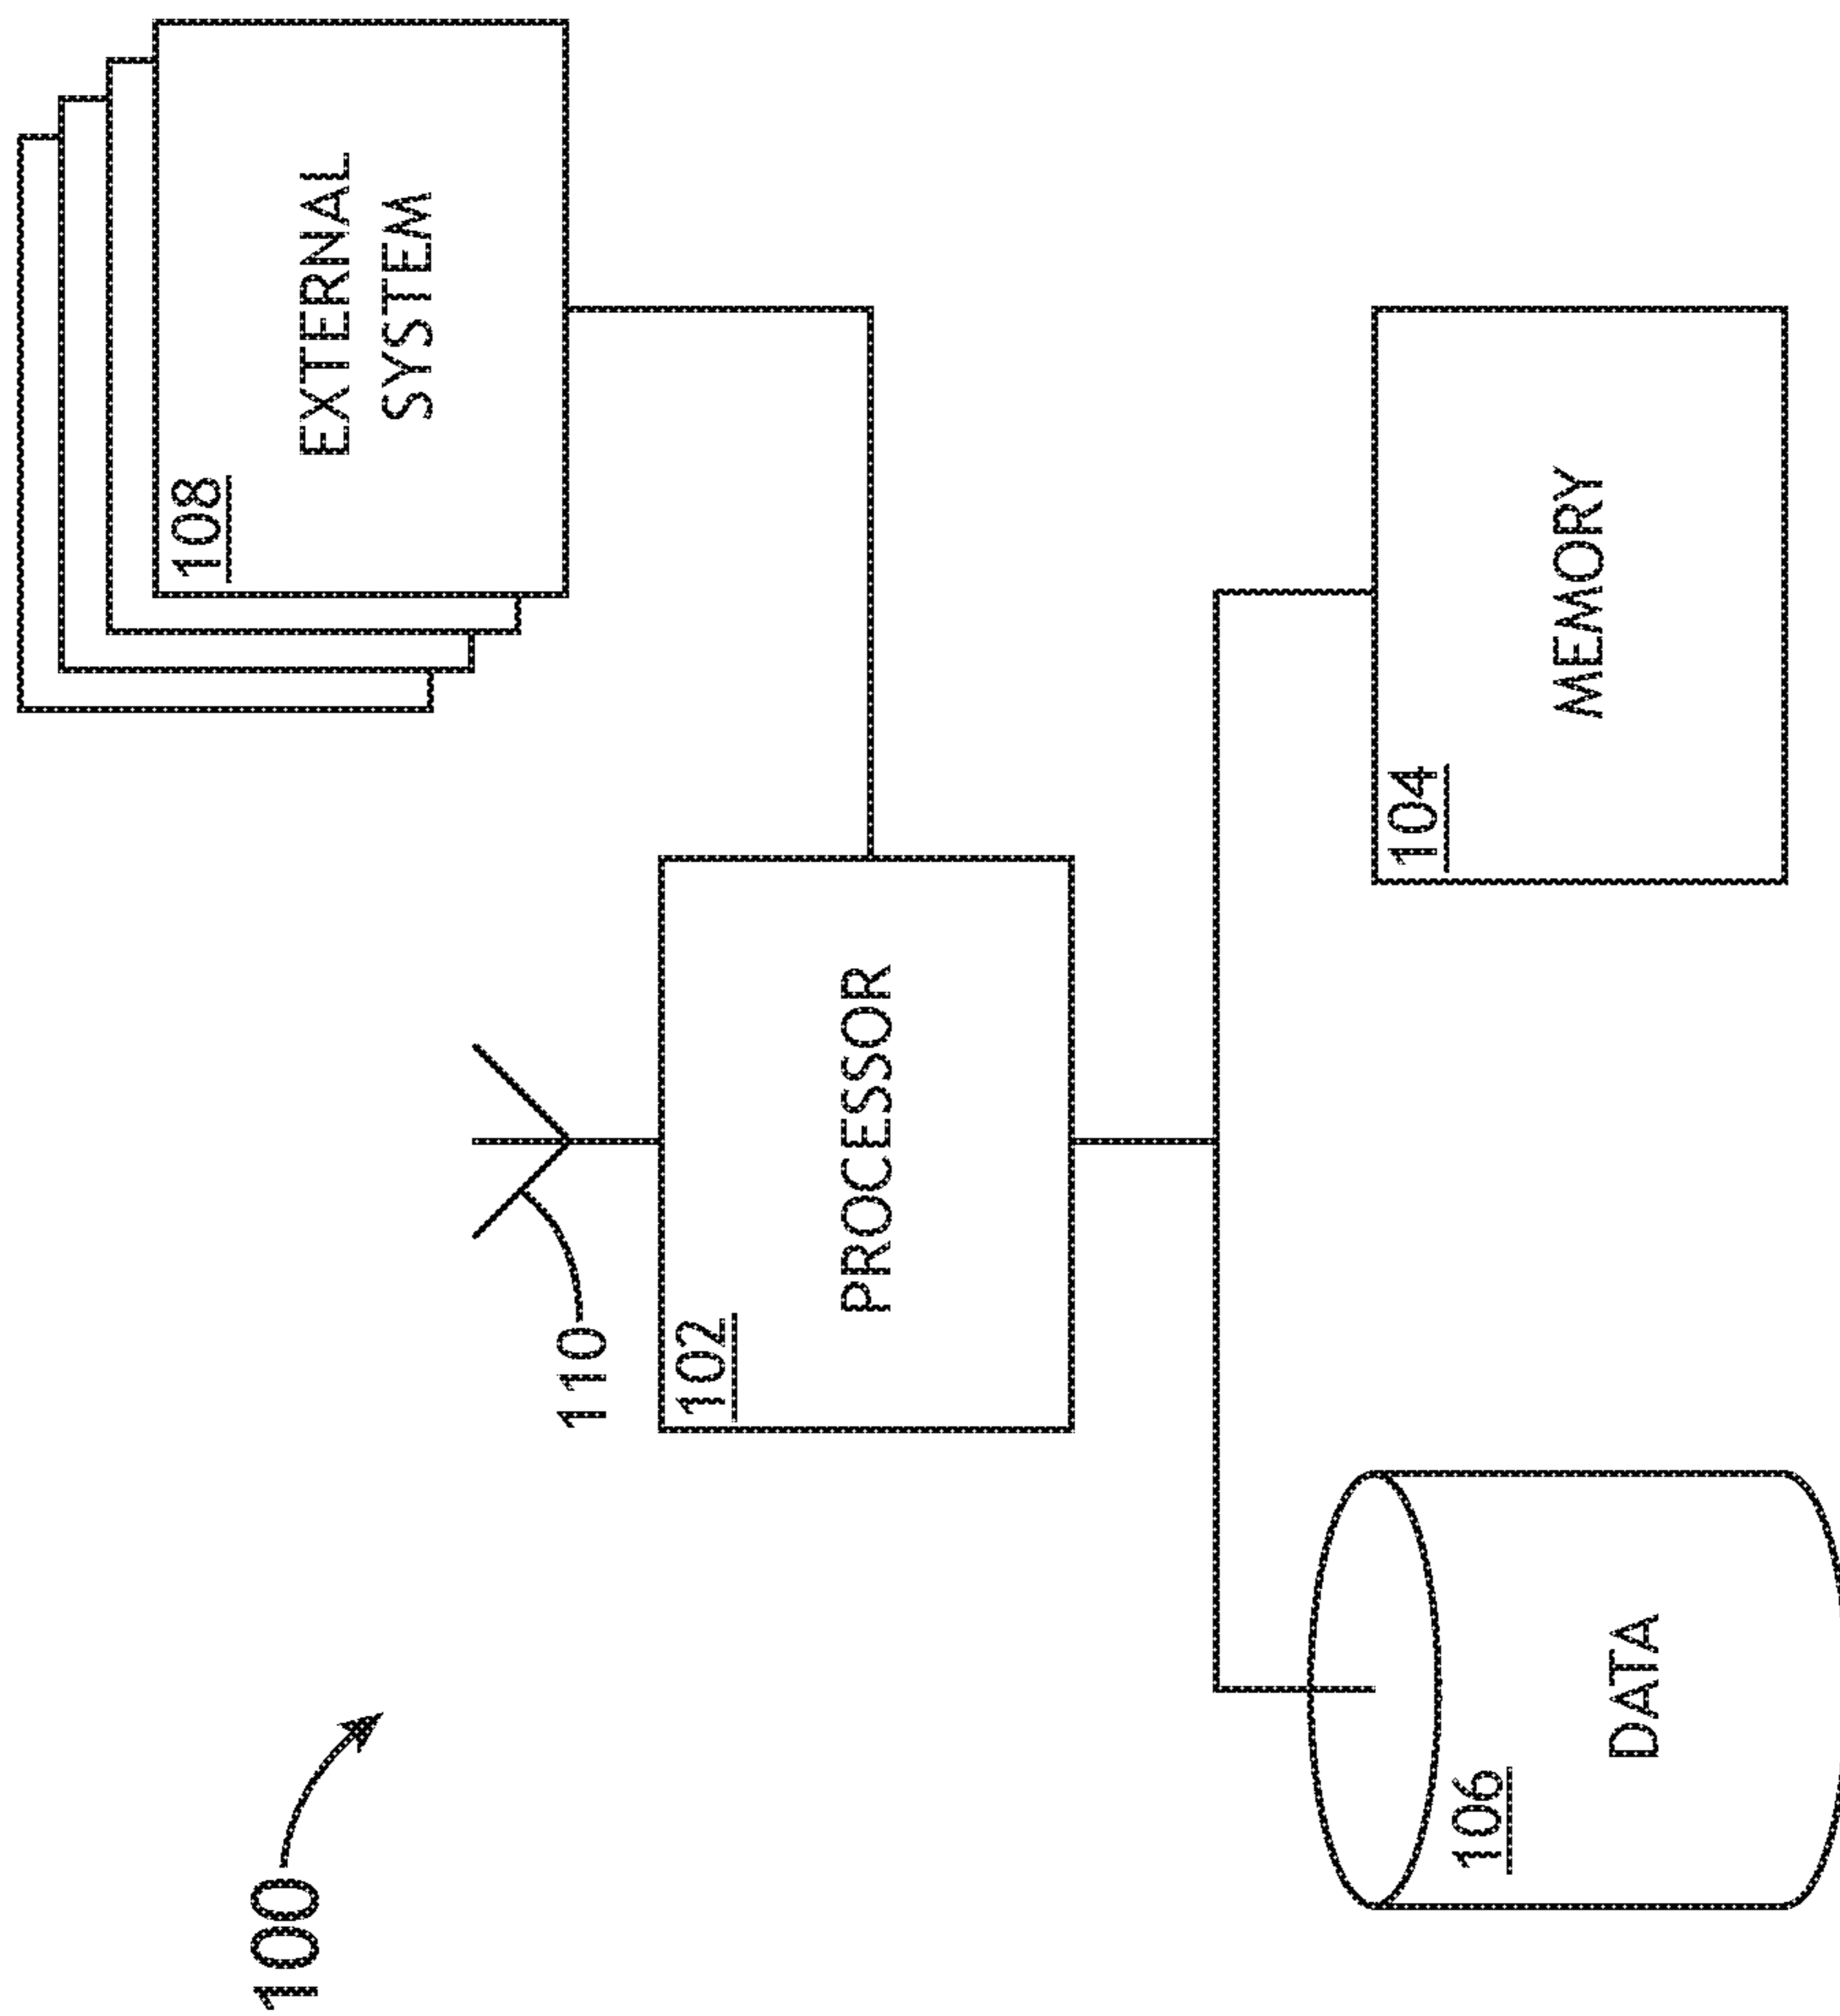 100
110
102
PROCESSOR
108
EXTERNAL
SYSTEM
106
DATA
104
MEMORY